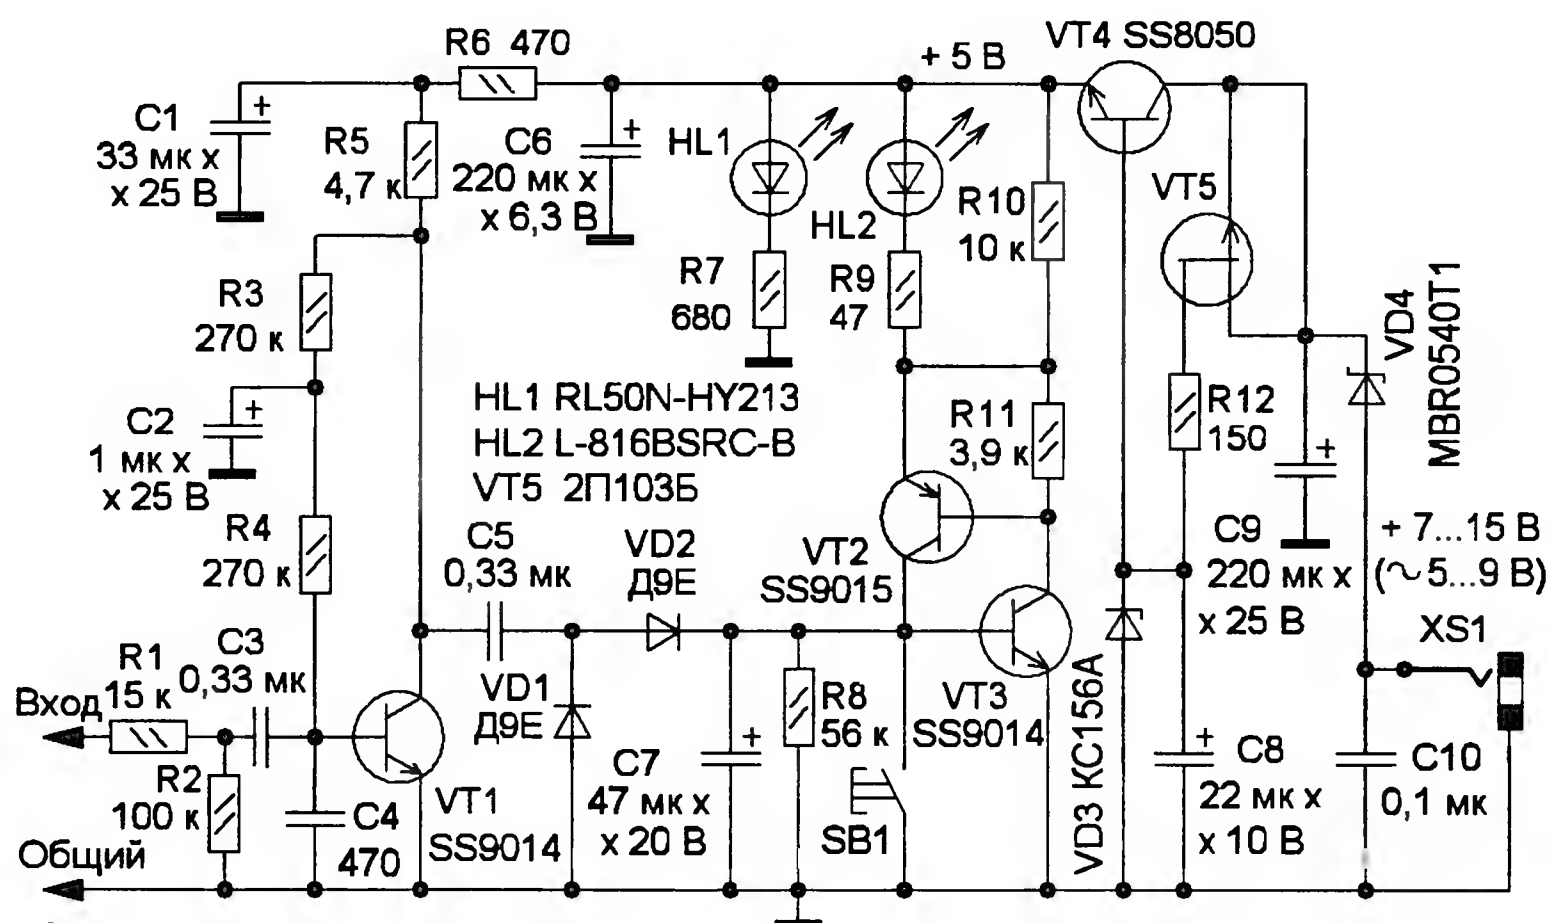 R6 470
+ 5 В
VT4 SS8050
C1
33 мк х
х 25 В
R5
4,7 к
C6
220 мк х
х 6,3 В
HL1
HL2
R10
10 к
VT5
R3
270 к
R7
680
R9
47
VD4
MBR0540T1
C2
1 мк х
х 25 В
HL1 RL50N-HY213
HL2 L-816BSRC-B
VT5 2П103Б
R11
3,9 к
R12
150
R4
270 к
C5
0,33 мк
VD2
Д9Е
VT2
SS9015
C9
220 мк х
х 25 В
+ 7...15 В
(~5...9 В)
XS1
R1
15 к
C3
0,33 мк
Вход
VD1
Д9Е
R8
56 к
VT3
SS9014
VD3 КС156А
R2
100 к
C4
470
VT1
SS9014
C7
47 мк х
х 20 В
SB1
C8
22 мк х
х 10 В
C10
0,1 мк
Общий